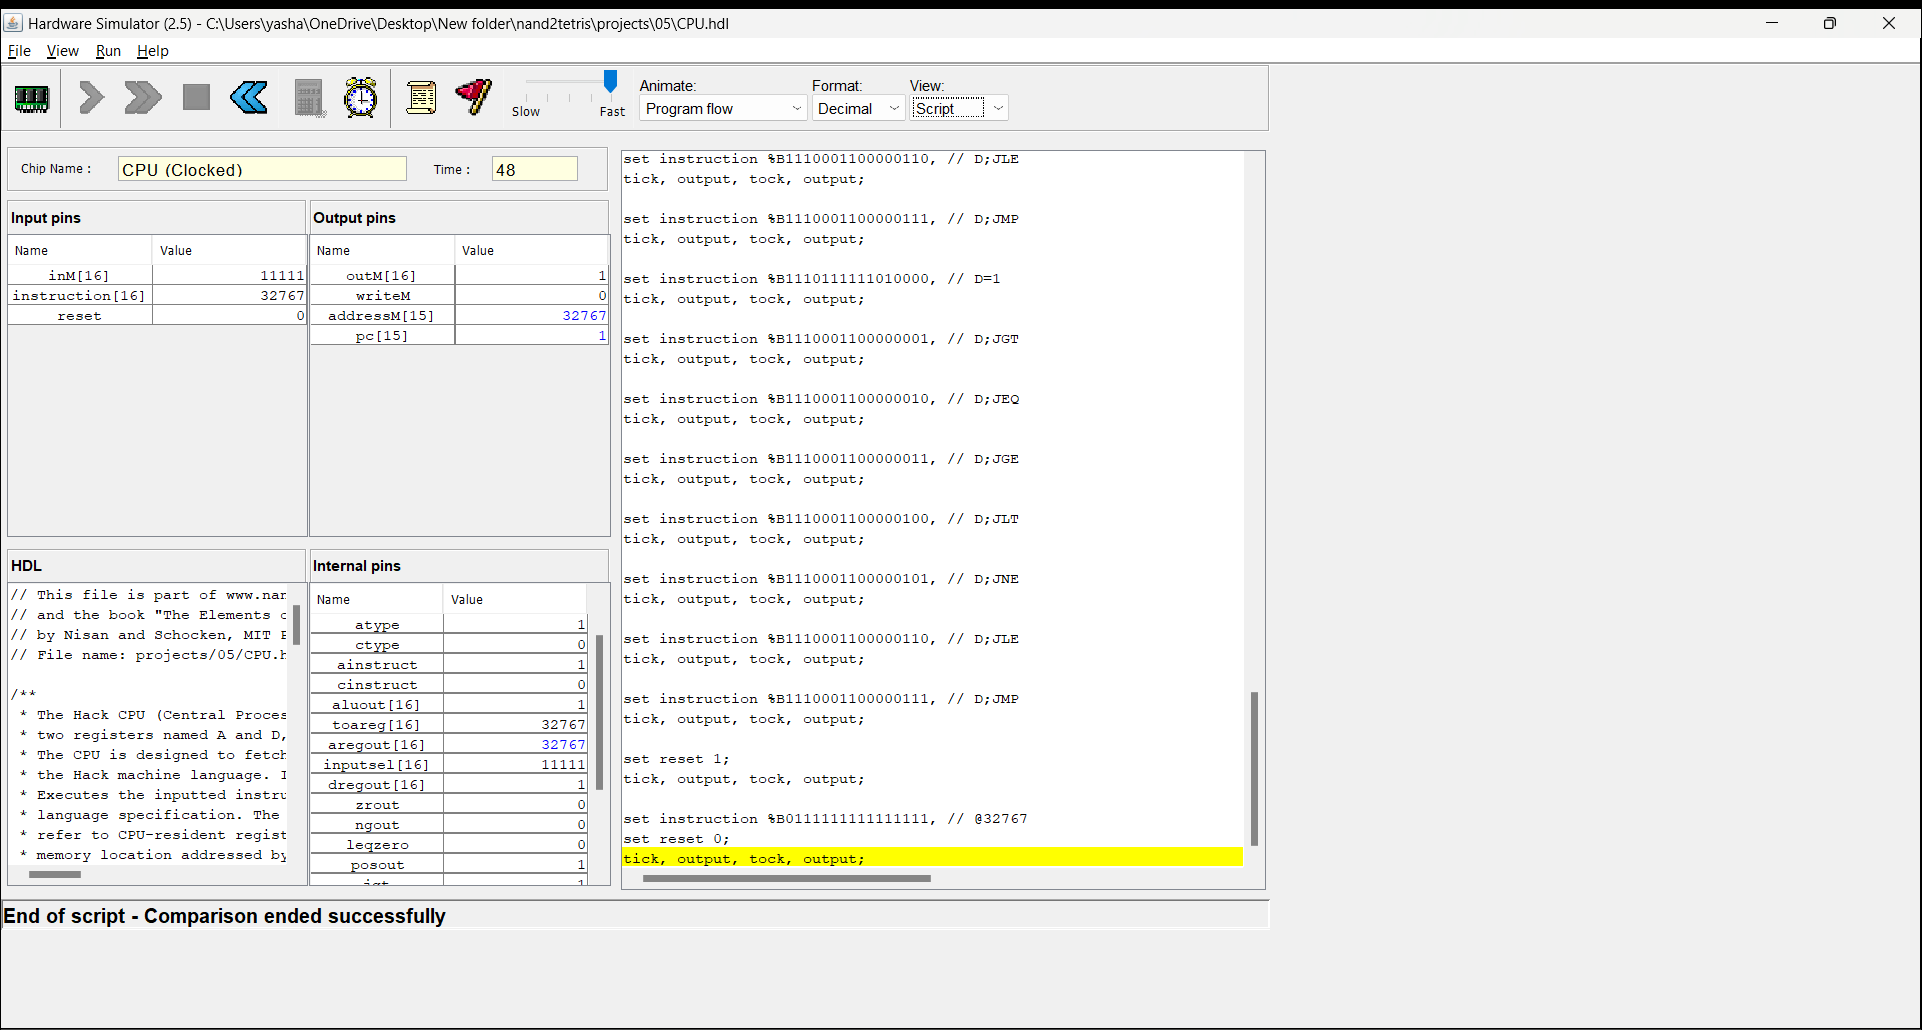 Hardware Simulator (2.5) - C:\Users\yasha\OneDrive\Desktop\New folder\nand2tetris\projects\05\CPU.hdl
File View Run Help
Slow Fast
Animate: Format: View:
Program flow Decimal Script
Chip Name : CPU (Clocked) Time : 48
Input pins
Name Value
inM[16] 11111
instruction[16] 32767
reset 0
Output pins
Name Value
outM[16] 1
writeM 0
addressM[15] 32767
pc[15] 1
HDL
// This file is part of www.nan
// and the book "The Elements
// by Nisan and Schocken, MIT
// File name: projects/05/CPU.h
/**
* The Hack CPU (Central Proces
* two registers named A and D,
* The CPU is designed to fetch
* the Hack machine language. I
* Executes the inputted instru
* language specification. The
* refer to CPU-resident regist
* memory location addressed by
Internal pins
Name Value
atype 1
ctype 0
ainstruct 1
cinstruct 0
aluout[16] 1
toareg[16] 32767
aregout[16] 32767
inputsel[16] 11111
dregout[16] 1
zrout 0
ngout 0
leqzero 0
posout 1
jgt 1
set instruction %B1110001100000110, // D;JLE
tick, output, tock, output;
set instruction %B1110001100000111, // D;JMP
tick, output, tock, output;
set instruction %B1110111111010000, // D=1
tick, output, tock, output;
set instruction %B1110001100000001, // D;JGT
tick, output, tock, output;
set instruction %B1110001100000010, // D;JEQ
tick, output, tock, output;
set instruction %B1110001100000011, // D;JGE
tick, output, tock, output;
set instruction %B1110001100000100, // D;JLT
tick, output, tock, output;
set instruction %B1110001100000101, // D;JNE
tick, output, tock, output;
set instruction %B1110001100000110, // D;JLE
tick, output, tock, output;
set instruction %B1110001100000111, // D;JMP
tick, output, tock, output;
set reset 1;
tick, output, tock, output;
set instruction %B0111111111111111, // @32767
set reset 0;
tick, output, tock, output;
End of script - Comparison ended successfully